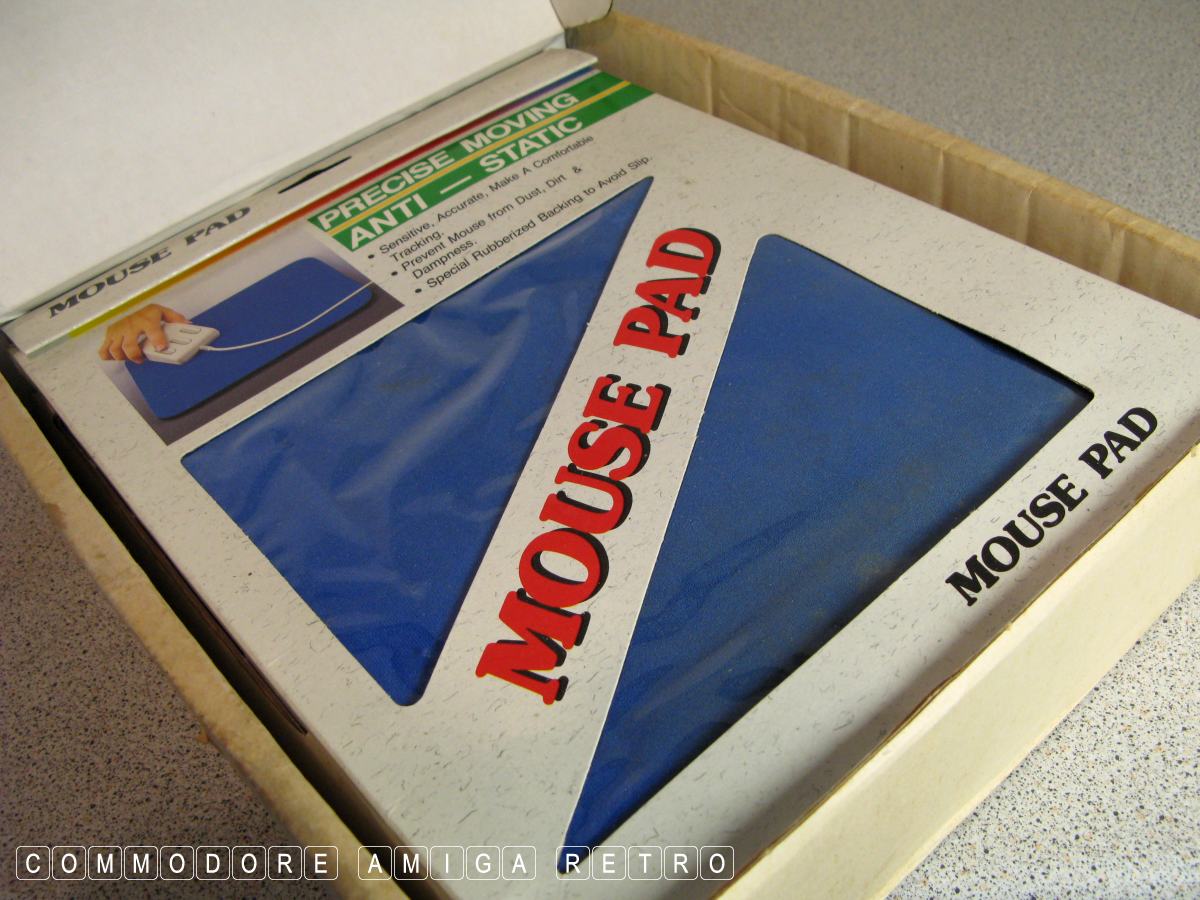 MOUSE PAD
PRECISE MOVING
ANTI — STATIC
• Sensitive, Accurate, Make A Comfortable
Tracking.
• Prevent Mouse from Dust, Dirt &
Dampness.
• Special Rubberized Backing to Avoid Slip.
MOUSE PAD
MOUSE PAD
COMMODORE AMIGA RETRO